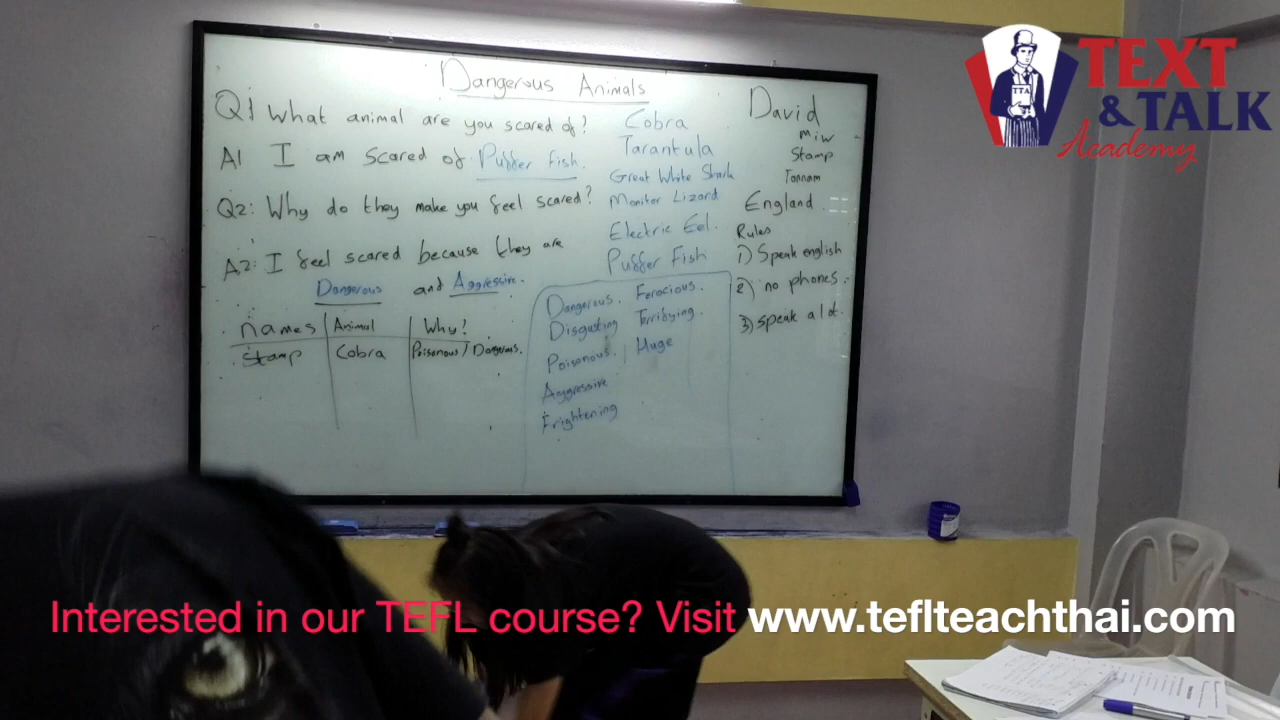 Dangerous Animals
Q1 What animal are you scared of?
A1 I am scared of Puffer fish.
Q2: Why do they make you feel scared?
A2: I feel scared because they are
Dangerous and Aggressive.
names Animal Why?
Stamp Cobra Poisonous / Dangerous.
Cobra
Tarantula
Great White Shark
Monitor Lizard
Electric Eel.
Puffer Fish
Dangerous. Ferocious.
Disgusting Terrifying.
Poisonous. Huge
Aggressive
Frightening
David
Miw
Stamp
Tannam
England
Rules
1) Speak english
2) no phones.
3) Speak a lot.
TEXT
& TALK
Academy
TTA
Interested in our TEFL course? Visit www.teflteachthai.com